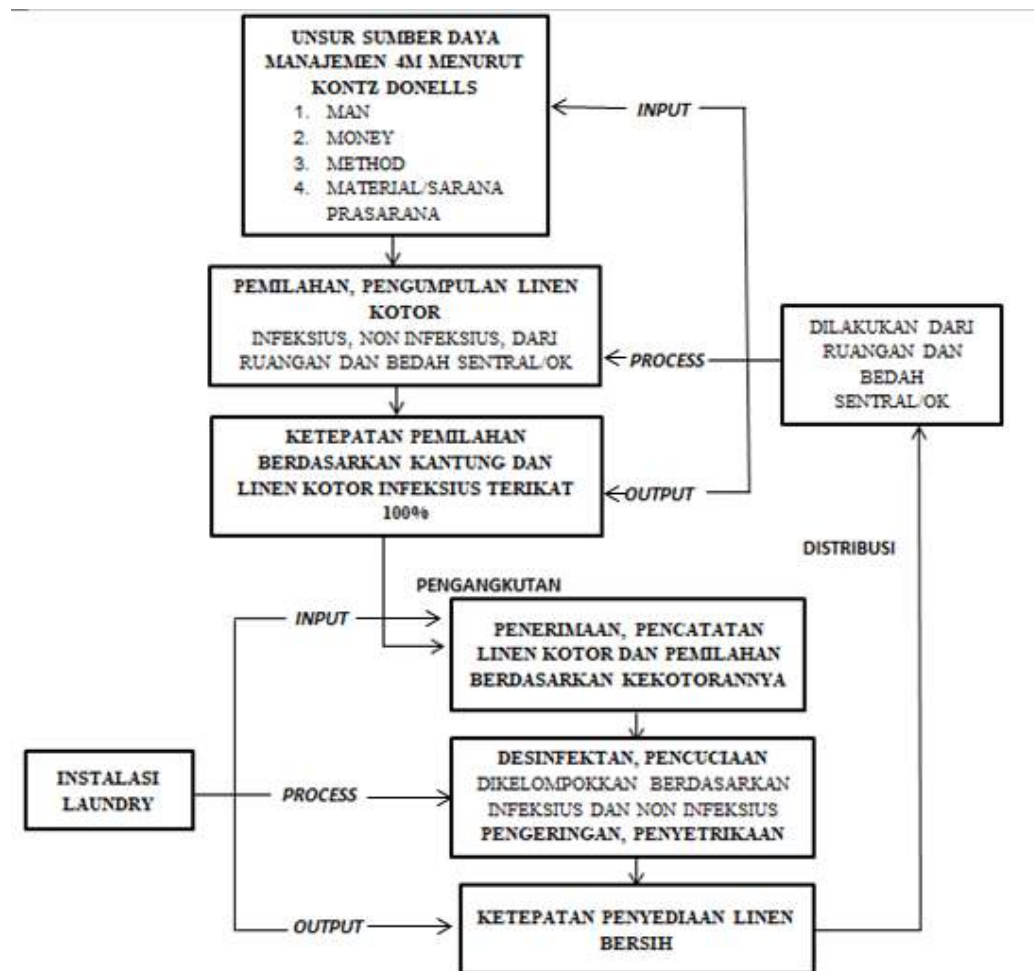 UNSUR SUMBER DAYA
MANAJEMEN 4M MENURUT
KONTZ DONELLS
1. MAN
2. MONEY
3. METHOD
4. MATERIAL/SARANA
PRASARANA
INPUT
PEMILAHAN, PENGUMPULAN LINEN
KOTOR
INFEKSIUS, NON INFEKSIUS, DARI
RUANGAN DAN BEDAH SENTRAL/OK
PROCESS
DILAKUKAN DARI
RUANGAN DAN
BEDAH
SENTRAL/OK
KETEPATAN PEMILAHAN
BERDASARKAN KANTUNG DAN
LINEN KOTOR INFEKSIUS TERIKAT
100%
OUTPUT
DISTRIBUSI
PENGANGKUTAN
INPUT
PENERIMAAN, PENCATATAN
LINEN KOTOR DAN PEMILAHAN
BERDASARKAN KEKOTORANNYA
INSTALASI
LAUNDRY
PROCESS
DESINFEKTAN, PENCUCIAAN
DIKELOMPOKKAN BERDASARKAN
INFEKSIUS DAN NON INFEKSIUS
PENGERINGAN, PENYETRIKAAN
OUTPUT
KETEPATAN PENYEDIAAN LINEN
BERSIH